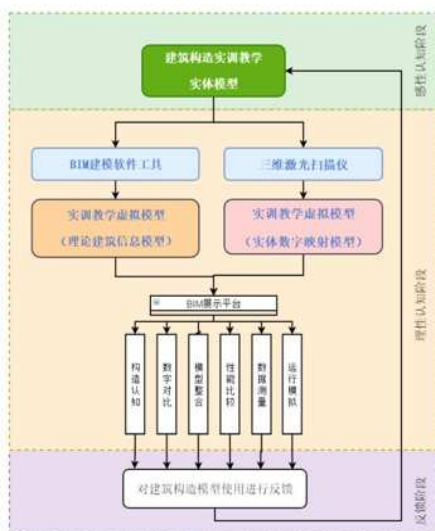 建筑构造实训教学
实体模型
感性认知阶段
BIM建模软件工具
三维激光扫描仪
实训教学虚拟模型
（理论建筑信息模型）
实训教学虚拟模型
（实体数字映射模型）
BIM展示平台
构造认知
数字对比
模型整合
性能比较
数据测量
运行模拟
理性认知阶段
对建筑构造模型使用进行反馈
反馈阶段